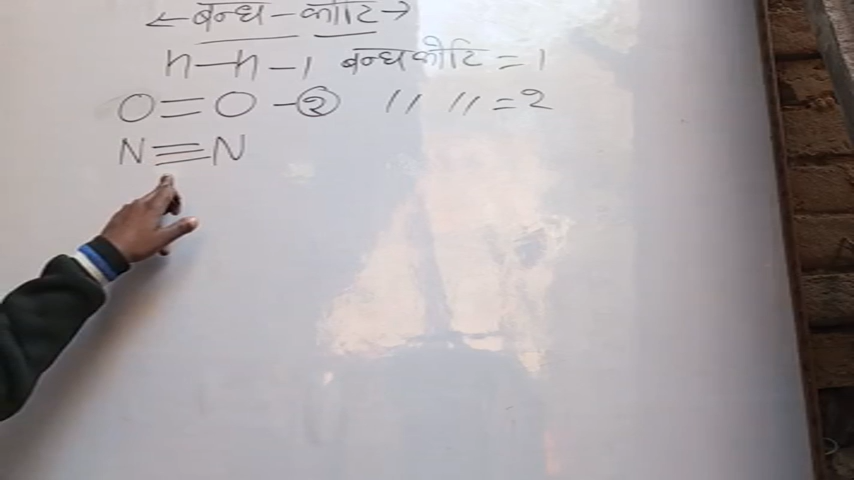 ← बन्ध - कोटि →
H — H - 1 बन्धकोटि = 1
O = O - 2 // // = 2
N ≡ N